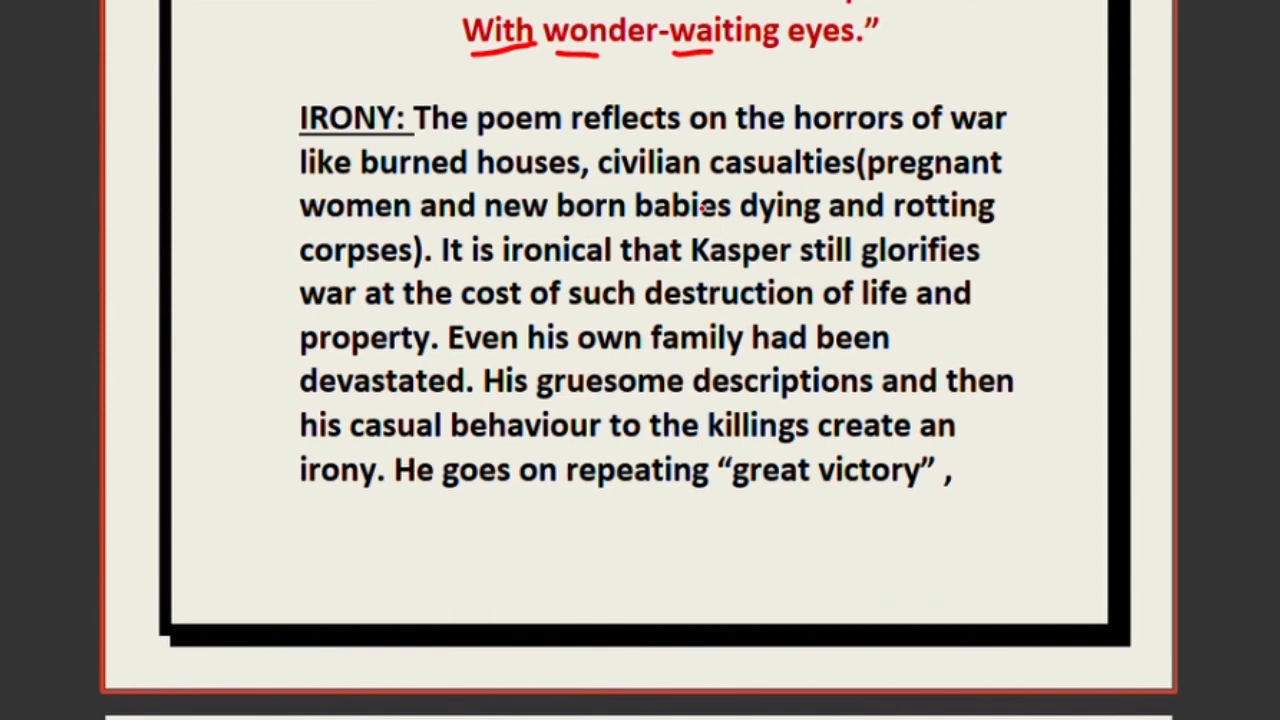 With wonder-waiting eyes.”
IRONY: The poem reflects on the horrors of war
like burned houses, civilian casualties(pregnant
women and new born babies dying and rotting
corpses). It is ironical that Kasper still glorifies
war at the cost of such destruction of life and
property. Even his own family had been
devastated. His gruesome descriptions and then
his casual behaviour to the killings create an
irony. He goes on repeating “great victory” ,